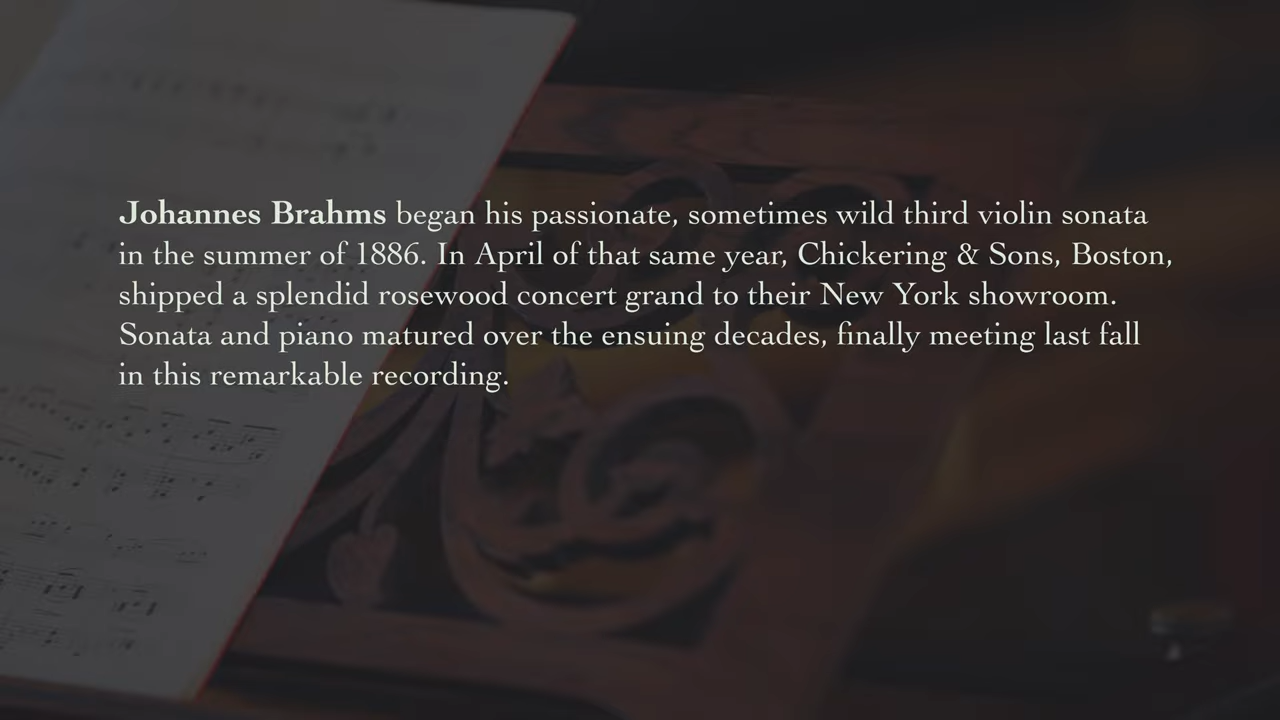 Johannes Brahms began his passionate, sometimes wild third violin sonata
in the summer of 1886. In April of that same year, Chickering & Sons, Boston,
shipped a splendid rosewood concert grand to their New York showroom.
Sonata and piano matured over the ensuing decades, finally meeting last fall
in this remarkable recording.